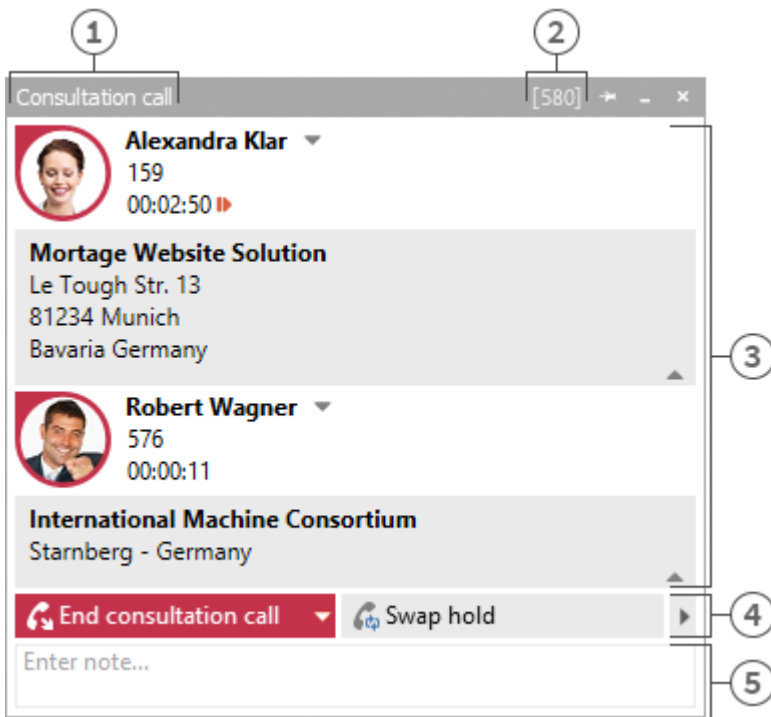 1 2
Consultation call [580]
Alexandra Klar
159
00:02:50
Mortage Website Solution
Le Tough Str. 13
81234 Munich
Bavaria Germany
3
Robert Wagner
576
00:00:11
International Machine Consortium
Starnberg - Germany
End consultation call Swap hold 4
Enter note...
5